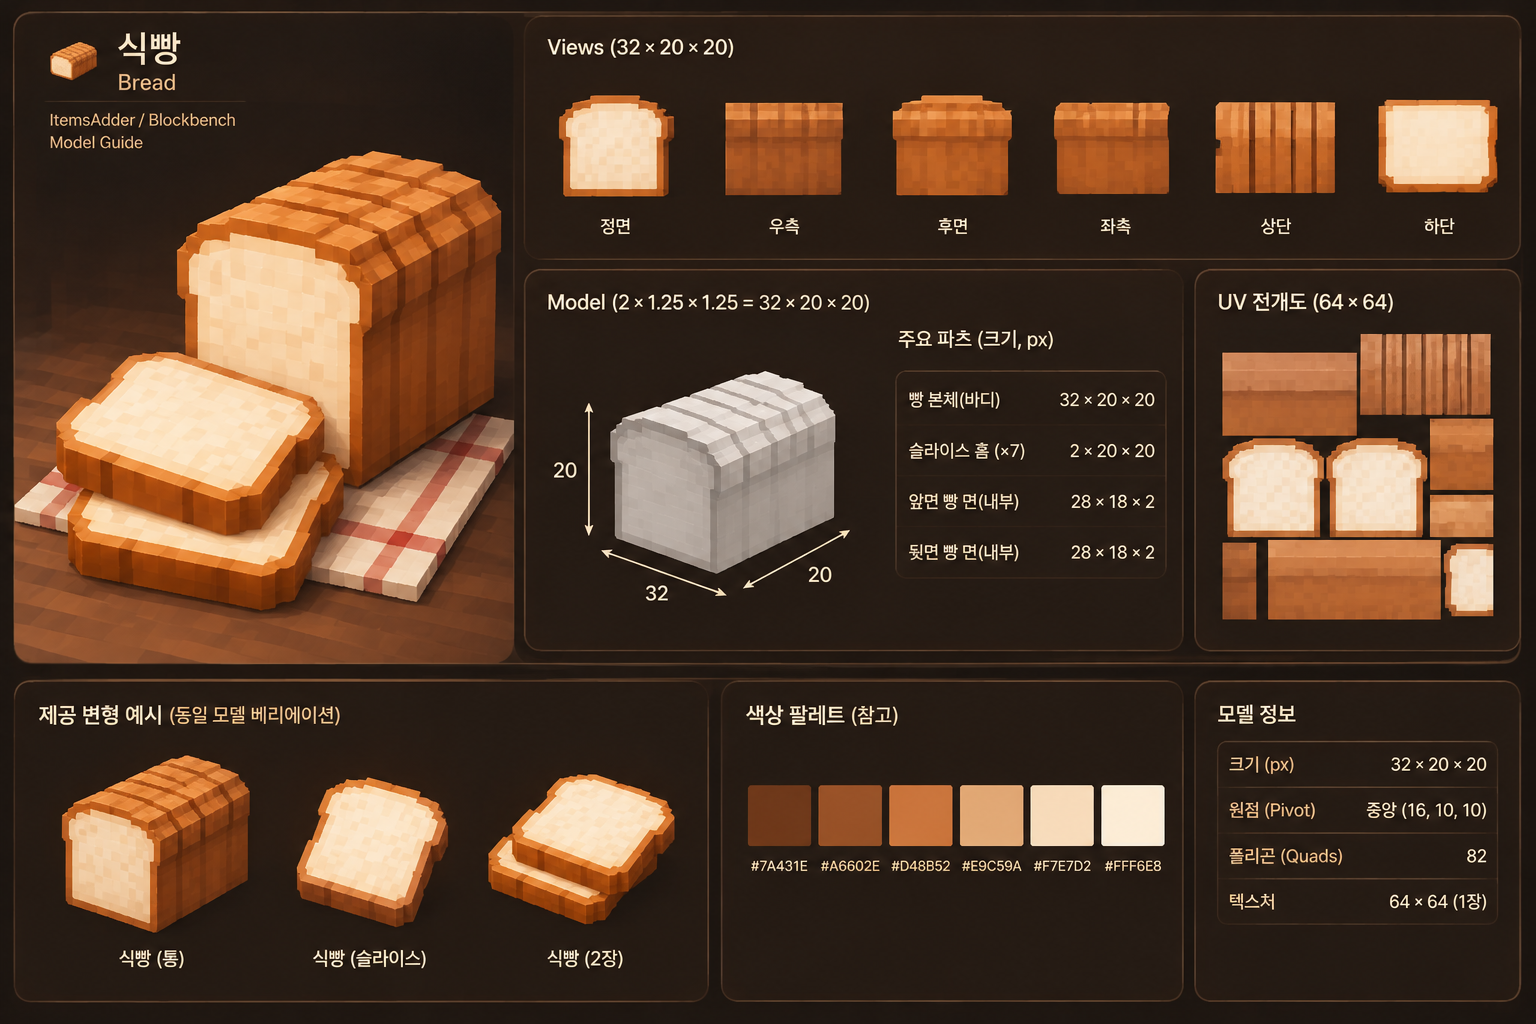 식빵
Bread
ItemsAdder / Blockbench
Model Guide
Views (32 × 20 × 20)
정면
우측
후면
좌측
상단
하단
Model (2 × 1.25 × 1.25 = 32 × 20 × 20)
20
32
20
주요 파츠 (크기, px)
빵 본체(바디) 32 × 20 × 20
슬라이스 홈 (×7) 2 × 20 × 20
앞면 빵 면(내부) 28 × 18 × 2
뒷면 빵 면(내부) 28 × 18 × 2
UV 전개도 (64 × 64)
제공 변형 예시 (동일 모델 베리에이션)
식빵 (통)
식빵 (슬라이스)
식빵 (2장)
색상 팔레트 (참고)
#7A431E
#A6602E
#D48B52
#E9C59A
#F7E7D2
#FFF6E8
모델 정보
크기 (px) 32 × 20 × 20
원점 (Pivot) 중앙 (16, 10, 10)
폴리곤 (Quads) 82
텍스처 64 × 64 (1장)